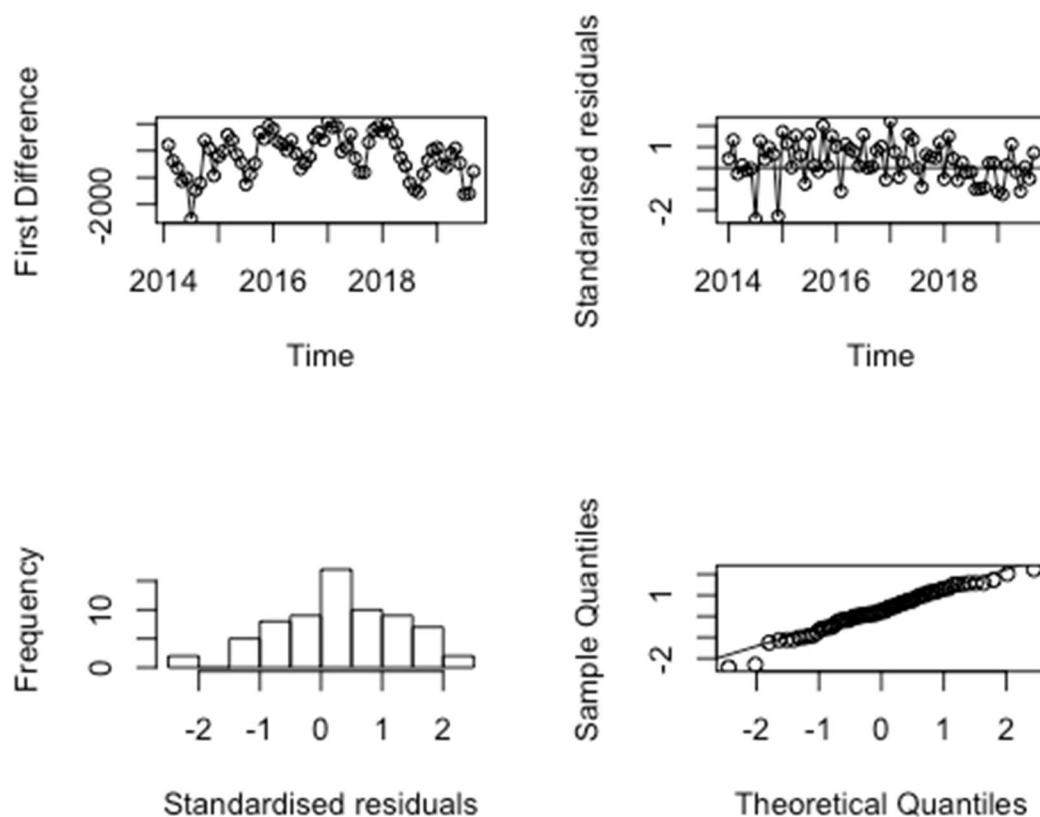 First Difference
-2000
2014 2016 2018
Time
Standardised residuals
1
-2
2014 2016 2018
Time
Frequency
10
0
-2 -1 0 1 2
Standardised residuals
Sample Quantiles
1
-2
-2 -1 0 1 2
Theoretical Quantiles